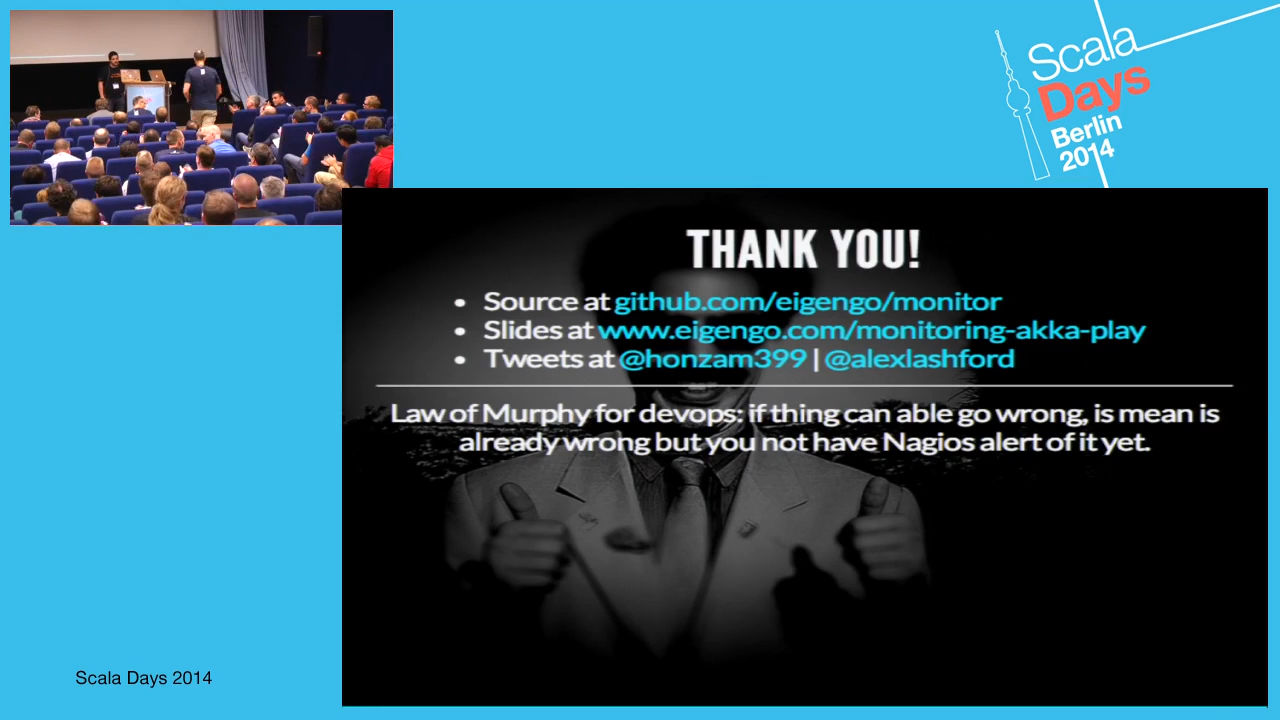 Scala
Days
Berlin
2014
THANK YOU!
• Source at github.com/eigengo/monitor
• Slides at www.eigengo.com/monitoring-akka-play
• Tweets at @honzam399 | @alexlashford
Law of Murphy for devops: if thing can able go wrong, is mean is
already wrong but you not have Nagios alert of it yet.
Scala Days 2014